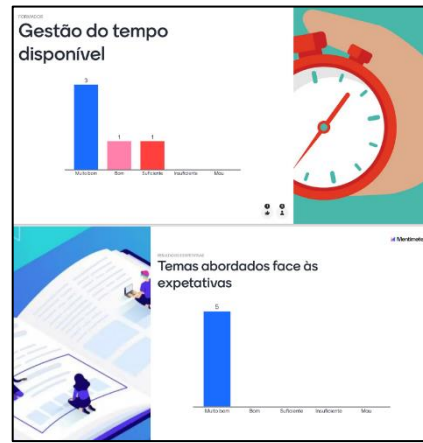 Gestão do tempo
disponível
3
1
1
Muito bom
Bom
Suficiente
Insuficiente
Mau
Mentimeter
Temas abordados face às
expetativas
5
Muito bom
Bom
Suficiente
Insuficiente
Mau